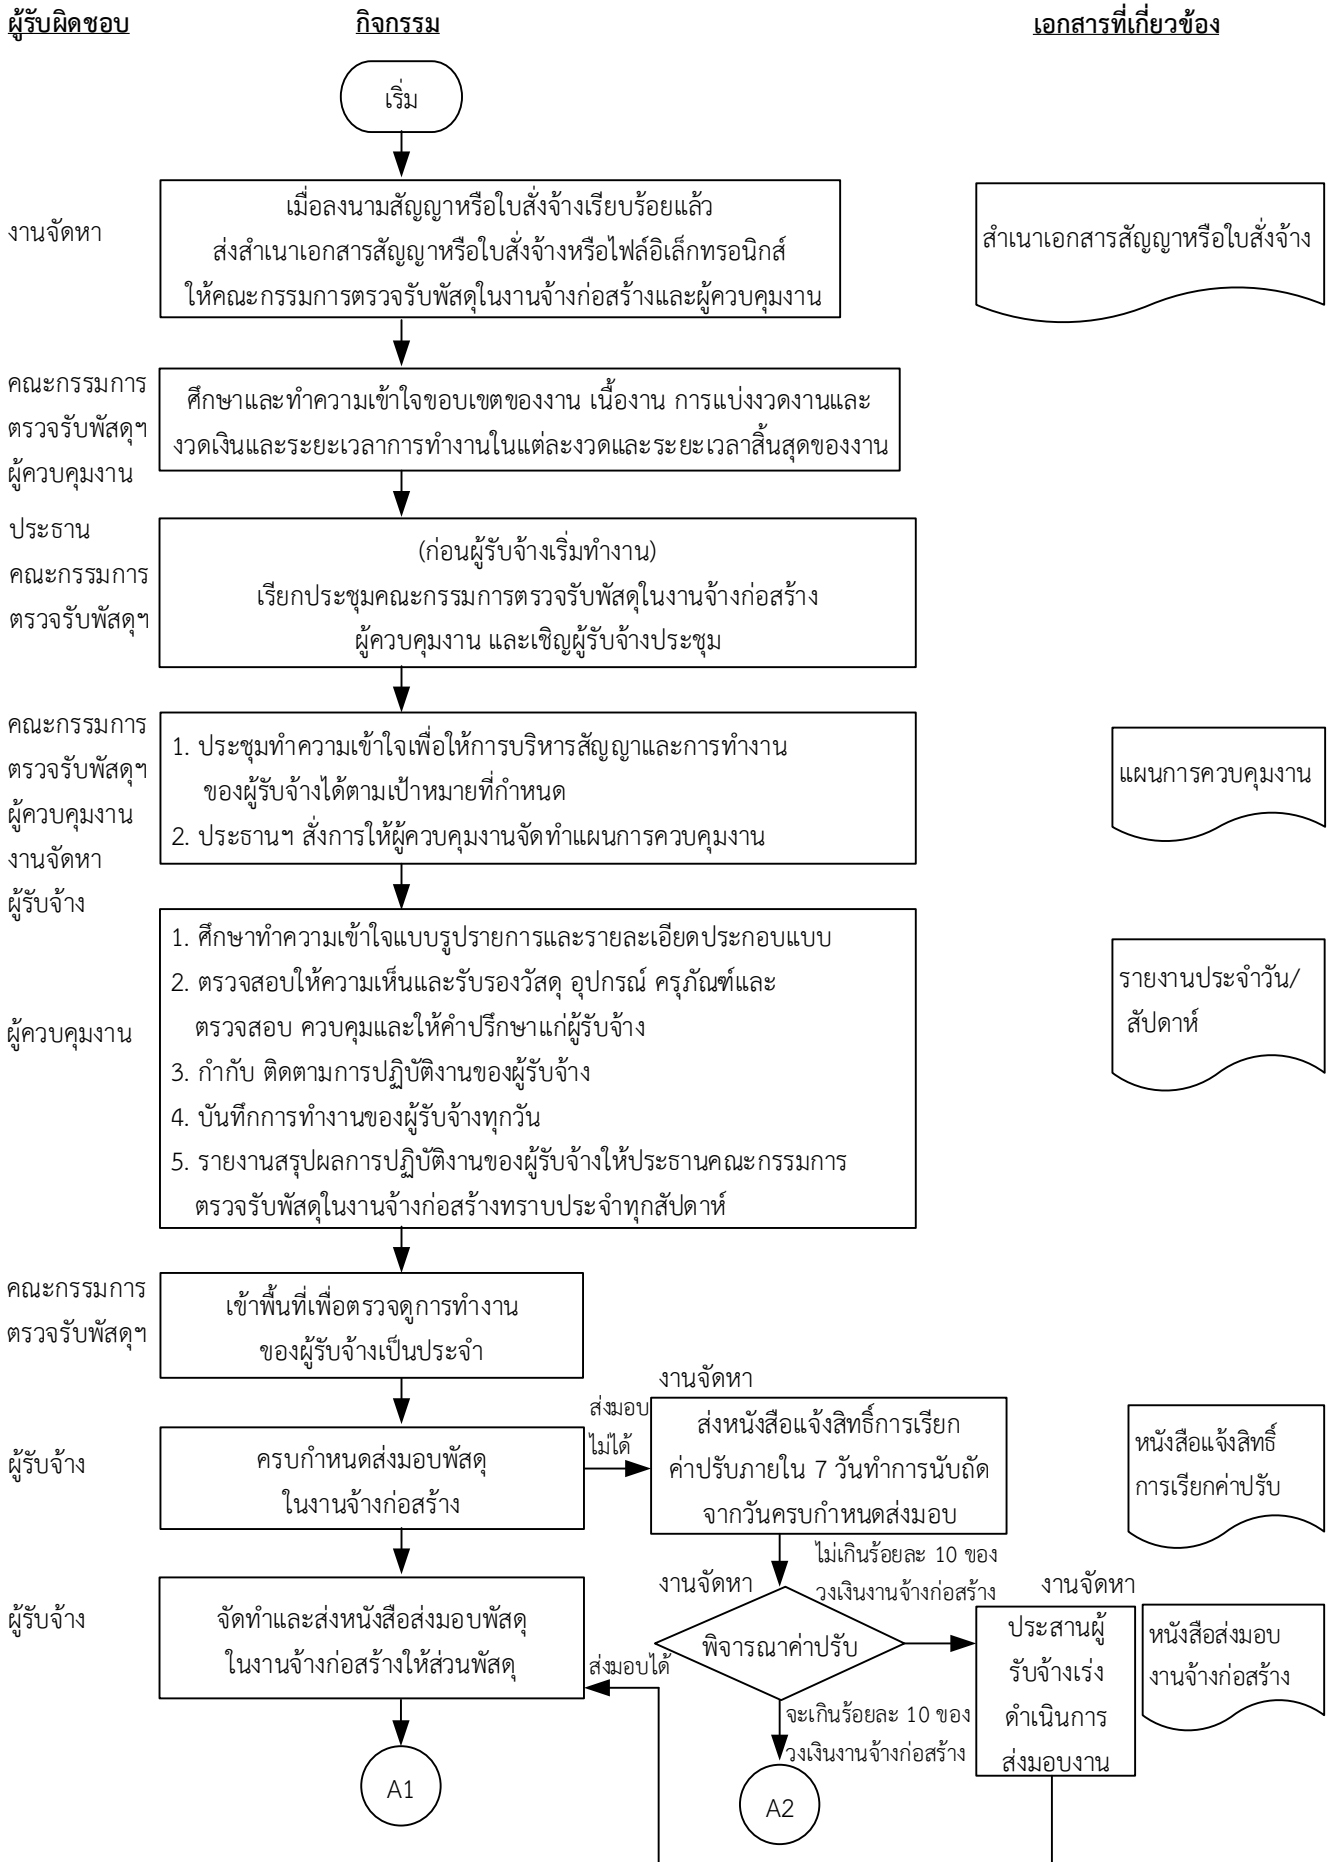 ผู้รับผิดชอบ
กิจกรรม
เอกสารที่เกี่ยวข้อง
เริ่ม
งานจัดหา
เมื่อลงนามสัญญาหรือใบสั่งจ้างเรียบร้อยแล้ว
ส่งสำเนาเอกสารสัญญาหรือใบสั่งจ้างหรือไฟล์อิเล็กทรอนิกส์
ให้คณะกรรมการตรวจรับพัสดุในงานจ้างก่อสร้างและผู้ควบคุมงาน
สำเนาเอกสารสัญญาหรือใบสั่งจ้าง
คณะกรรมการ
ตรวจรับพัสดุฯ
ผู้ควบคุมงาน
ศึกษาและทำความเข้าใจขอบเขตของงาน เนื้องาน การแบ่งงวดงานและ
งวดเงินและระยะเวลาการทำงานในแต่ละงวดและระยะเวลาสิ้นสุดของงาน
ประธาน
คณะกรรมการ
ตรวจรับพัสดุฯ
(ก่อนผู้รับจ้างเริ่มทำงาน)
เรียกประชุมคณะกรรมการตรวจรับพัสดุในงานจ้างก่อสร้าง
ผู้ควบคุมงาน และเชิญผู้รับจ้างประชุม
คณะกรรมการ
ตรวจรับพัสดุฯ
ผู้ควบคุมงาน
งานจัดหา
ผู้รับจ้าง
1. ประชุมทำความเข้าใจเพื่อให้การบริหารสัญญาและการทำงาน
ของผู้รับจ้างได้ตามเป้าหมายที่กำหนด
2. ประธานฯ สั่งการให้ผู้ควบคุมงานจัดทำแผนการควบคุมงาน
แผนการควบคุมงาน
ผู้ควบคุมงาน
1. ศึกษาทำความเข้าใจแบบรูปรายการและรายละเอียดประกอบแบบ
2. ตรวจสอบให้ความเห็นและรับรองวัสดุ อุปกรณ์ ครุภัณฑ์และ
ตรวจสอบ ควบคุมและให้คำปรึกษาแก่ผู้รับจ้าง
3. กำกับ ติดตามการปฏิบัติงานของผู้รับจ้าง
4. บันทึกการทำงานของผู้รับจ้างทุกวัน
5. รายงานสรุปผลการปฏิบัติงานของผู้รับจ้างให้ประธานคณะกรรมการ
ตรวจรับพัสดุในงานจ้างก่อสร้างทราบประจำทุกสัปดาห์
รายงานประจำวัน/
สัปดาห์
คณะกรรมการ
ตรวจรับพัสดุฯ
เข้าพื้นที่เพื่อตรวจดูการทำงาน
ของผู้รับจ้างเป็นประจำ
ผู้รับจ้าง
ครบกำหนดส่งมอบพัสดุ
ในงานจ้างก่อสร้าง
ส่งมอบ
ไม่ได้
งานจัดหา
ส่งหนังสือแจ้งสิทธิ์การเรียก
ค่าปรับภายใน 7 วันทำการนับถัด
จากวันครบกำหนดส่งมอบ
หนังสือแจ้งสิทธิ์
การเรียกค่าปรับ
ผู้รับจ้าง
จัดทำและส่งหนังสือส่งมอบพัสดุ
ในงานจ้างก่อสร้างให้ส่วนพัสดุ
ส่งมอบได้
งานจัดหา
พิจารณาค่าปรับ
ไม่เกินร้อยละ 10 ของ
วงเงินงานจ้างก่อสร้าง
งานจัดหา
ประสานผู้
รับจ้างเร่ง
ดำเนินการ
ส่งมอบงาน
หนังสือส่งมอบ
งานจ้างก่อสร้าง
จะเกินร้อยละ 10 ของ
วงเงินงานจ้างก่อสร้าง
A1
A2